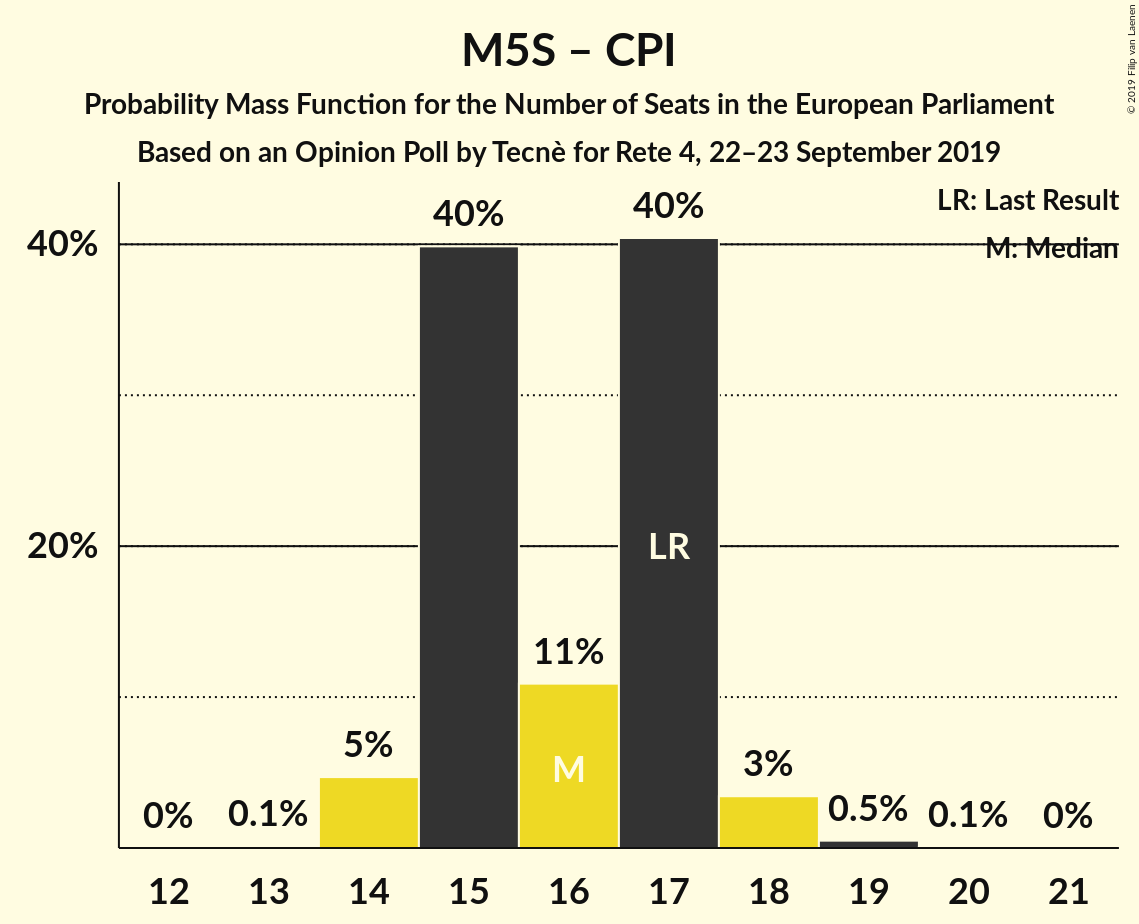 M5S – CPI
Probability Mass Function for the Number of Seats in the European Parliament
Based on an Opinion Poll by Tecnè for Rete 4, 22–23 September 2019
© 2019 Filip van Laenen
LR: Last Result
M: Median
40%
20%
0%
0.1%
5%
40%
11%
40%
3%
0.5%
0.1%
0%
M
LR
12 13 14 15 16 17 18 19 20 21